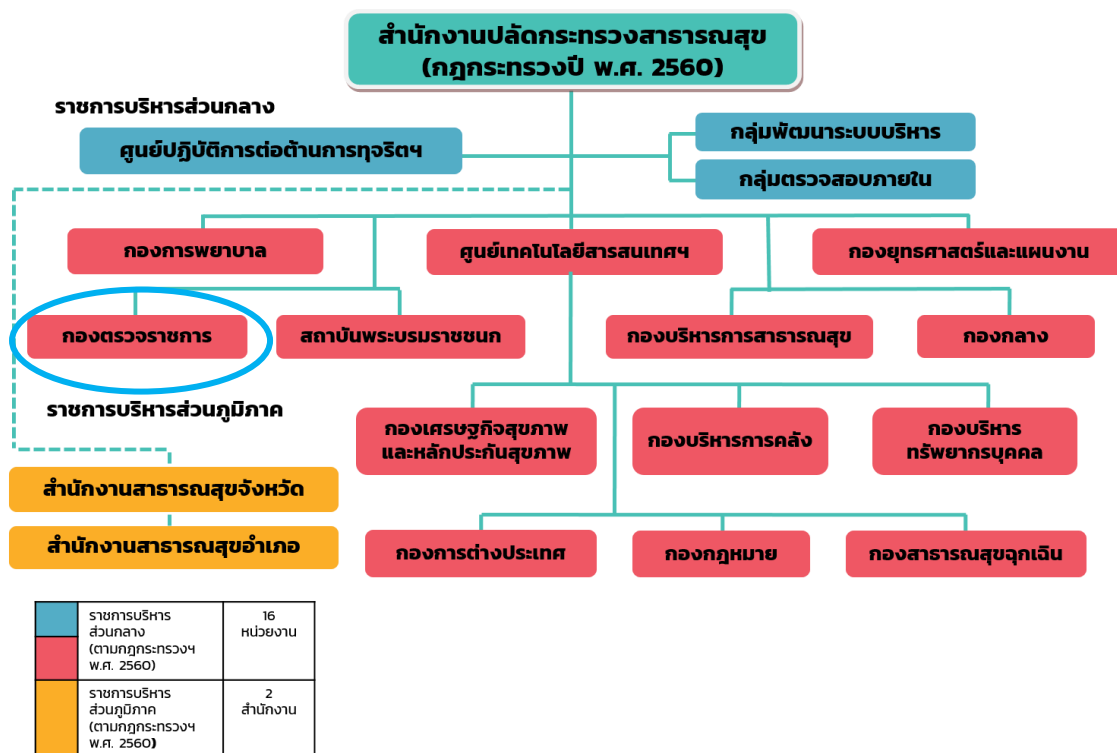 สำนักงานปลัดกระทรวงสาธารณสุข
(กฎกระทรวงปี พ.ศ. 2560)
ราชการบริหารส่วนกลาง
ศูนย์ปฏิบัติการต่อต้านการทุจริตฯ
กลุ่มพัฒนาระบบบริหาร
กลุ่มตรวจสอบภายใน
กองการพยาบาล
ศูนย์เทคโนโลยีสารสนเทศฯ
กองยุทธศาสตร์และแผนงาน
กองตรวจราชการ
สถาบันพระบรมราชชนก
กองบริหารการสาธารณสุข
กองกลาง
ราชการบริหารส่วนภูมิภาค
กองเศรษฐกิจสุขภาพ
และหลักประกันสุขภาพ
กองบริหารการคลัง
กองบริหาร
ทรัพยากรบุคคล
สำนักงานสาธารณสุขจังหวัด
สำนักงานสาธารณสุขอำเภอ
กองการต่างประเทศ
กองกฎหมาย
กองสาธารณสุขฉุกเฉิน
ราชการบริหาร
ส่วนกลาง
(ตามกฎกระทรวงฯ
พ.ศ. 2560)
16
หน่วยงาน
ราชการบริหาร
ส่วนภูมิภาค
(ตามกฎกระทรวงฯ
พ.ศ. 2560)
2
สำนักงาน